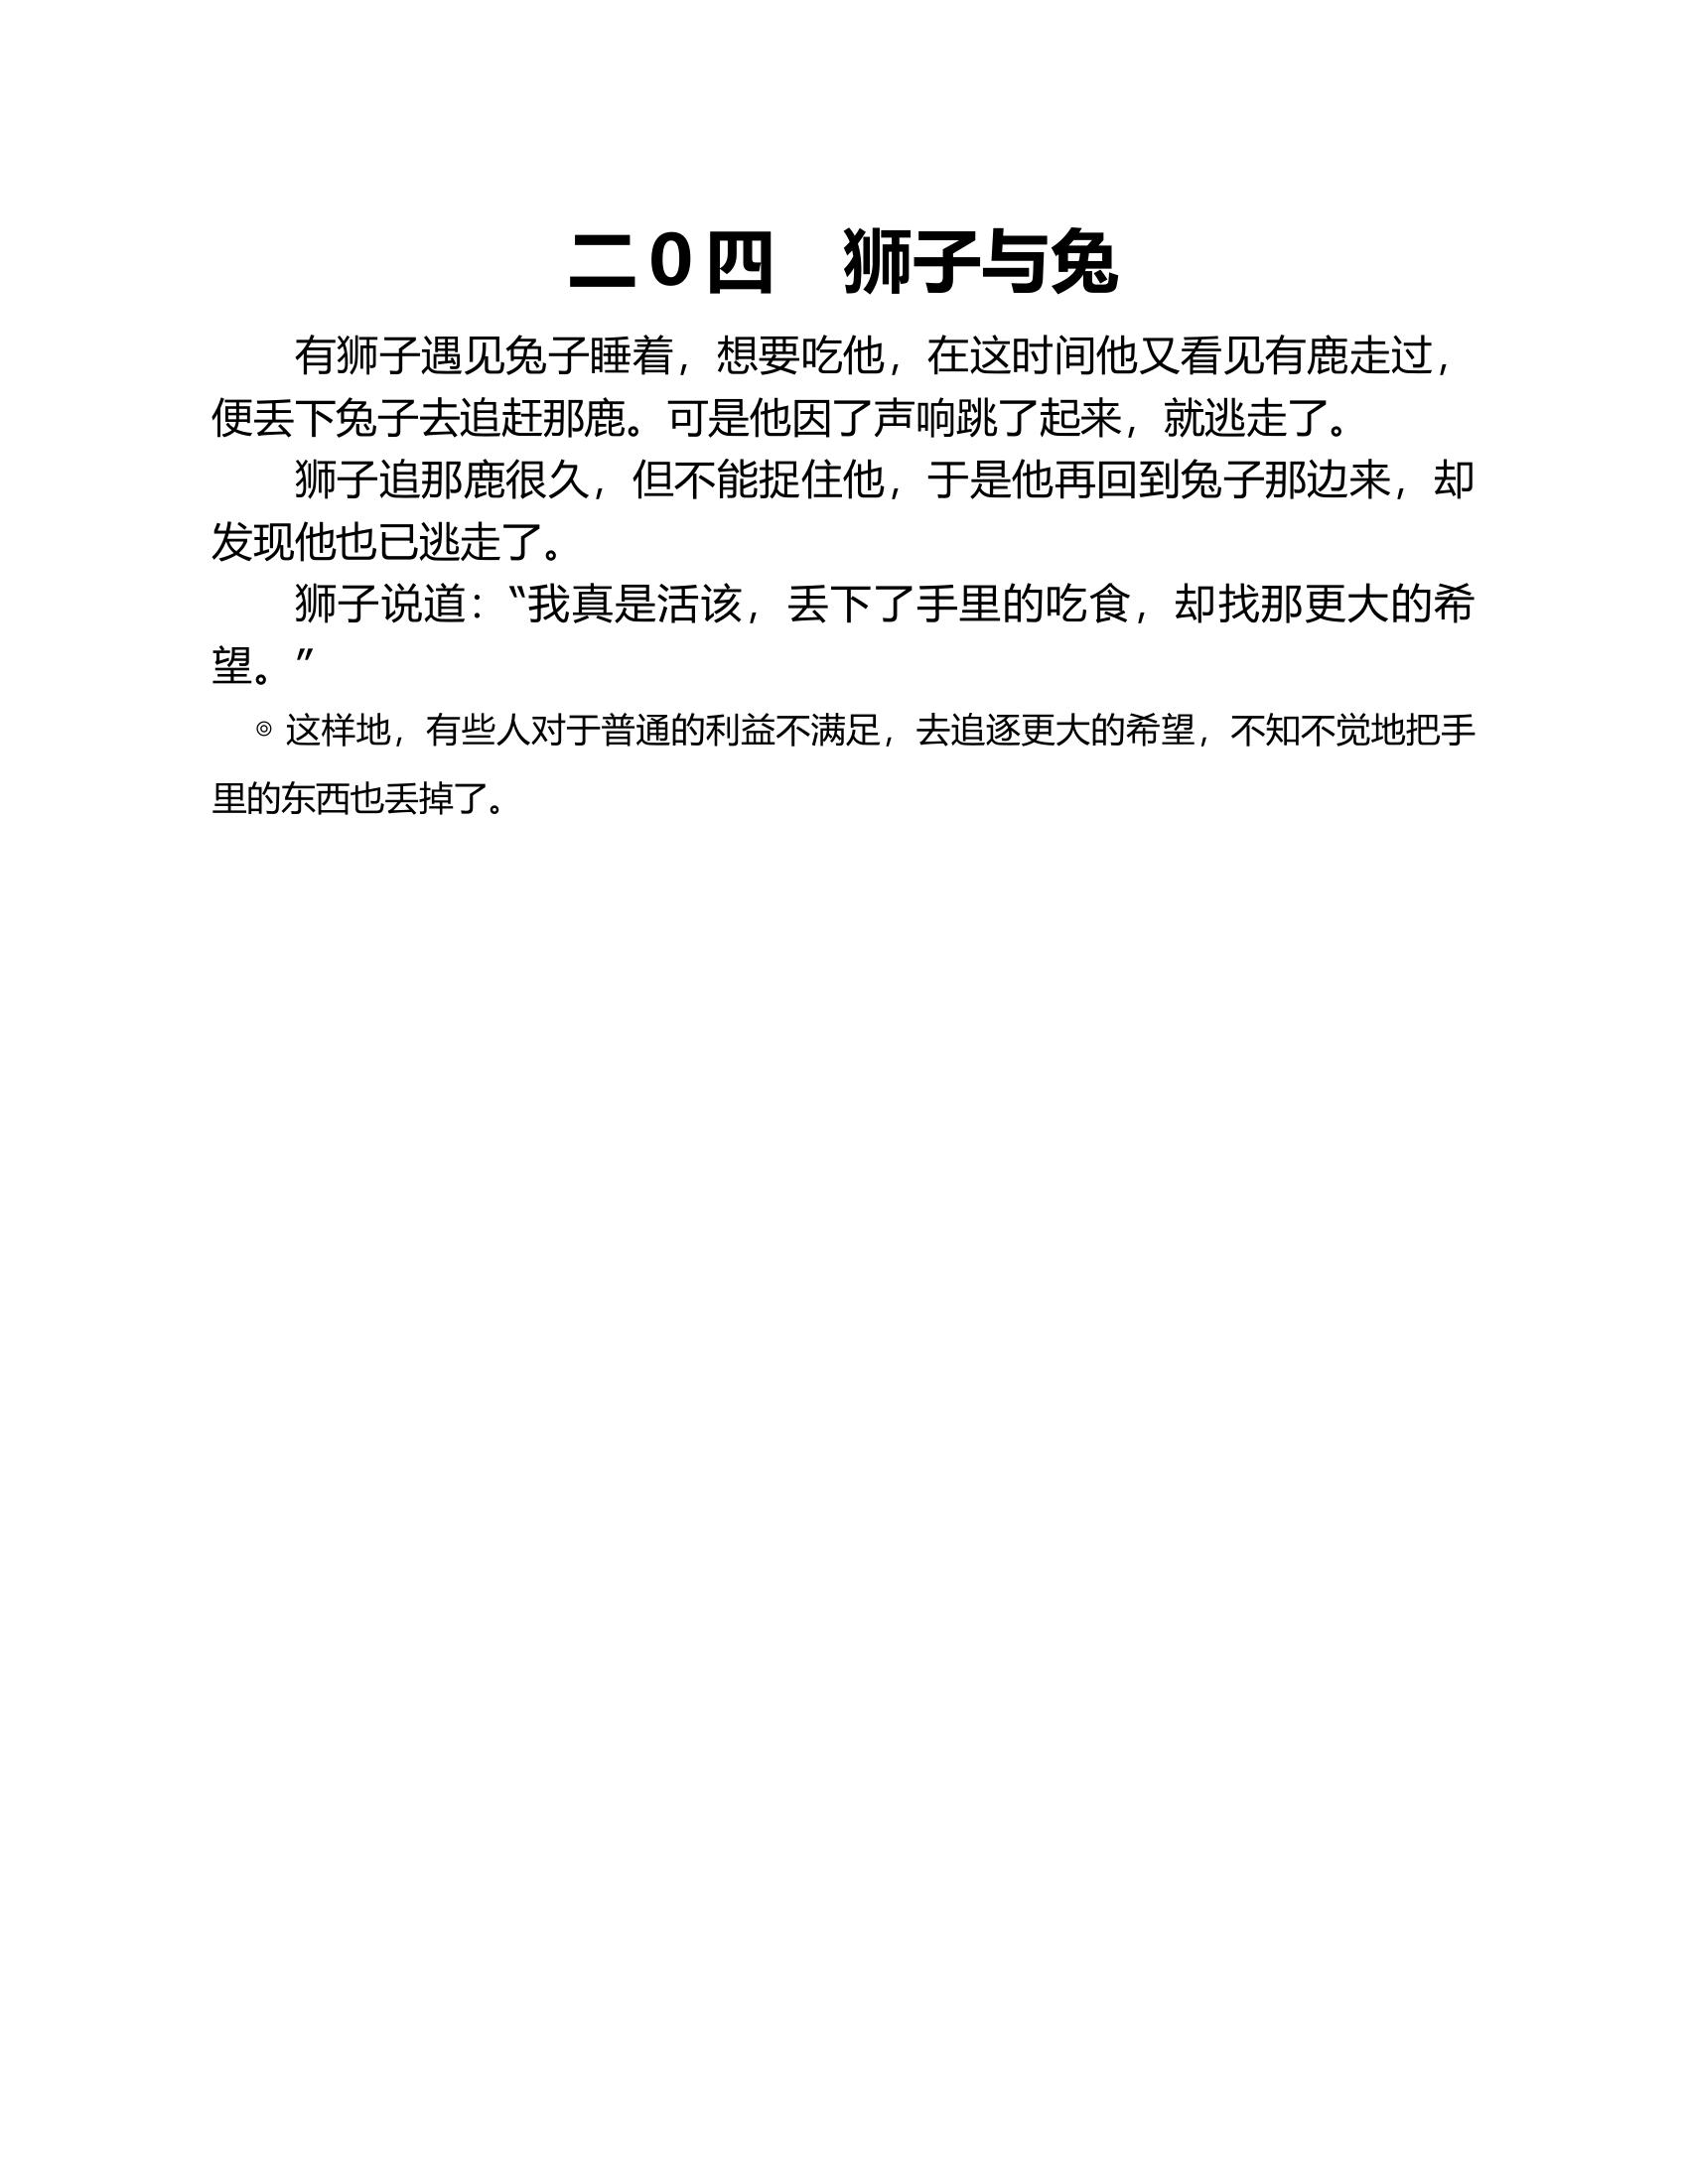 二0四 狮子与兔
有狮子遇见兔子睡着，想要吃他，在这时间他又看见有鹿走过，
便丢下兔子去追赶那鹿。可是他因了声响跳了起来，就逃走了。
狮子追那鹿很久，但不能捉住他，于是他再回到兔子那边来，却
发现他也已逃走了。
狮子说道：“我真是活该，丢下了手里的吃食，却找那更大的希
望。”
⊙ 这样地，有些人对于普通的利益不满足，去追逐更大的希望，不知不觉地把手
里的东西也丢掉了。